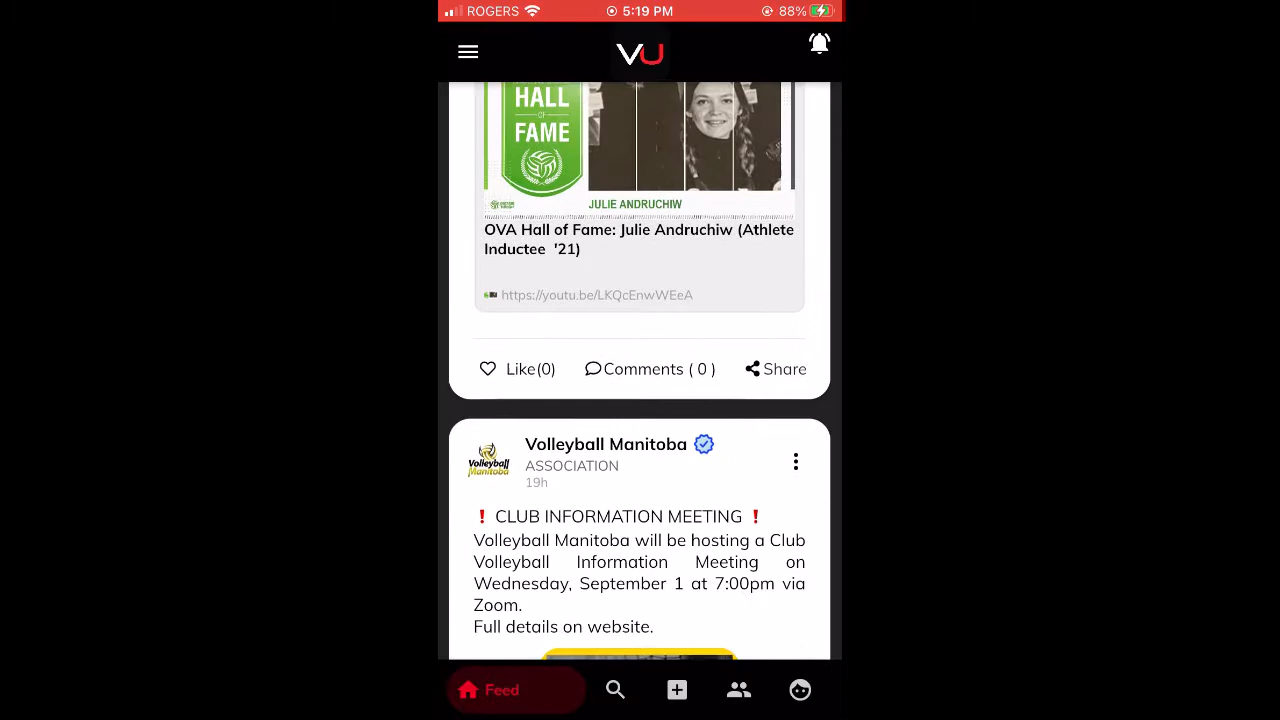 ROGERS 5:19 PM 88%
VU
HALL
OF
FAME
JULIE ANDRUCHIW
OVA Hall of Fame: Julie Andruchiw (Athlete
Inductee '21)
https://youtu.be/LKQcEnwWEeA
Like(0) Comments ( 0 ) Share
Volleyball Manitoba
Volleyball
Manitoba
ASSOCIATION
19h
❗ CLUB INFORMATION MEETING ❗
Volleyball Manitoba will be hosting a Club
Volleyball Information Meeting on
Wednesday, September 1 at 7:00pm via
Zoom.
Full details on website.
Feed